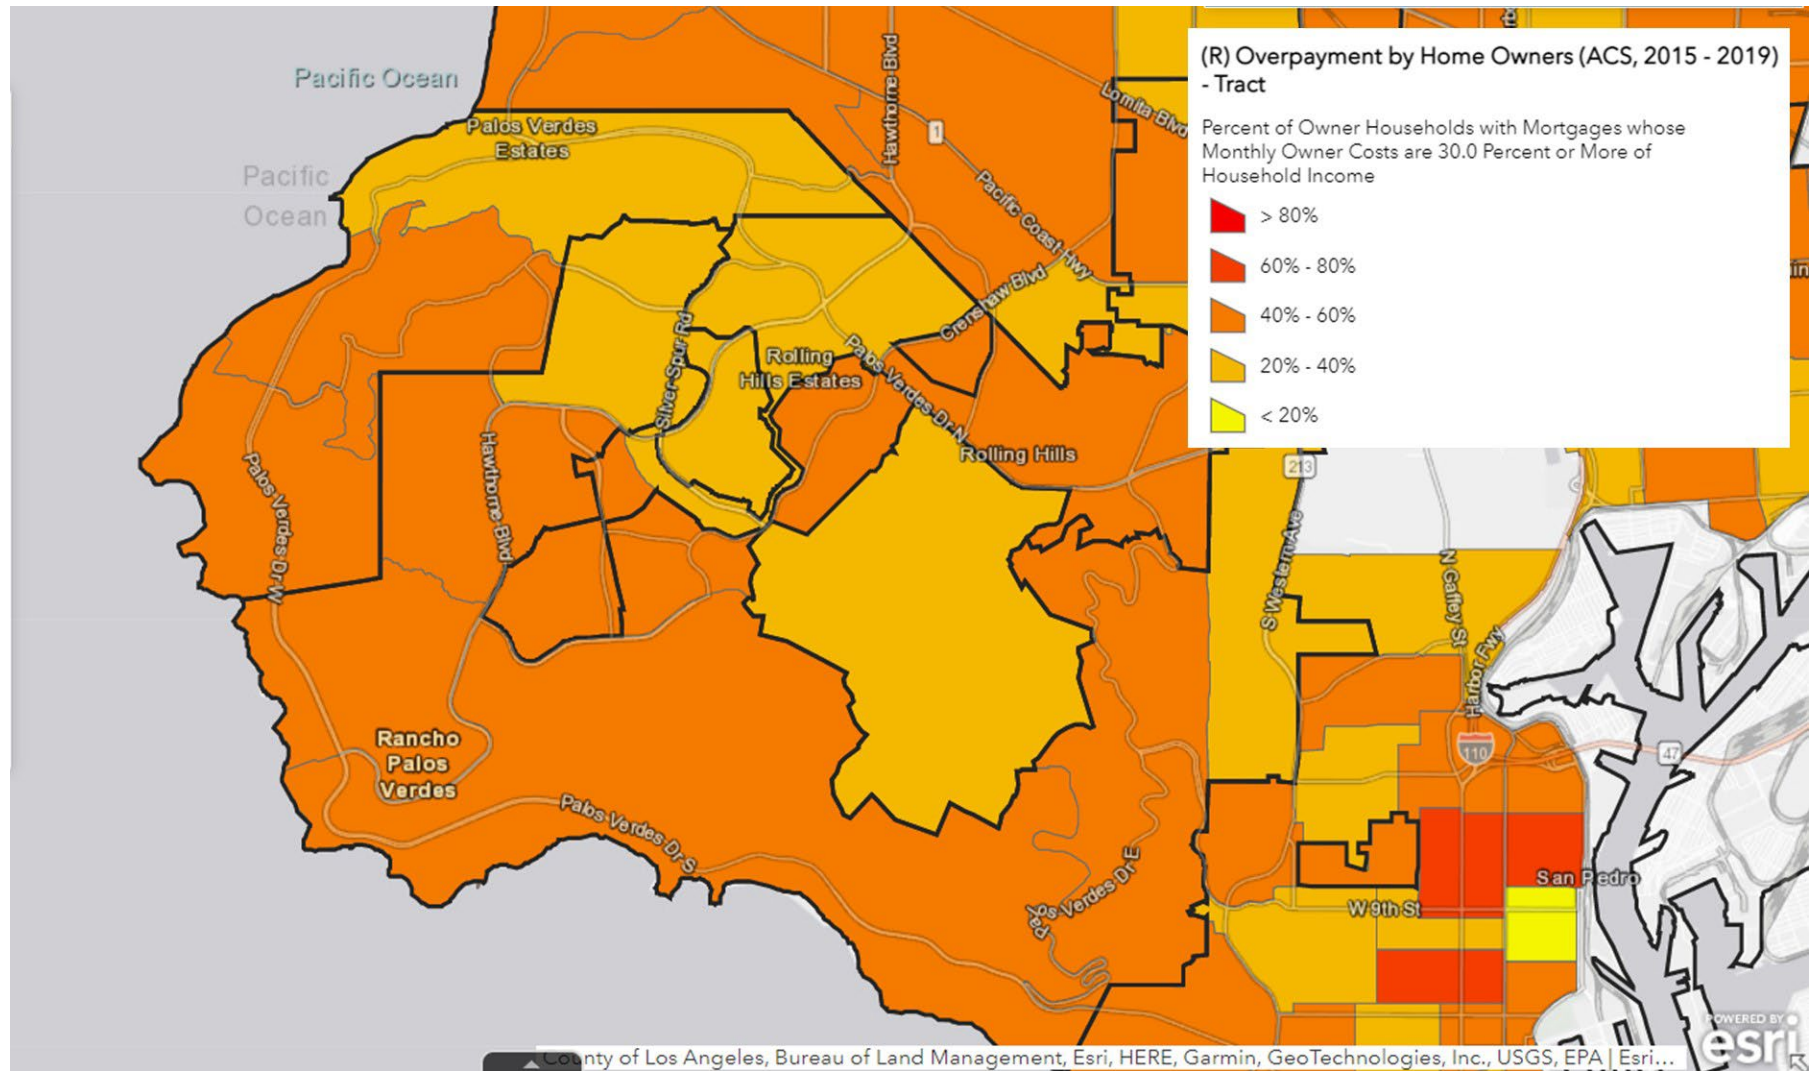 (R) Overpayment by Home Owners (ACS, 2015 - 2019)
- Tract
Percent of Owner Households with Mortgages whose
Monthly Owner Costs are 30.0 Percent or More of
Household Income
> 80%
60% - 80%
40% - 60%
20% - 40%
< 20%
Pacific Ocean
Palos Verdes
Estates
Pacific
Ocean
Hawthorne Blvd
1
Lomita Blvd
Pacific Coast Hwy
Crenshaw Blvd
Silver Spur Rd
Rolling
Hills Estates
Palos Verdes Dr N
Rolling Hills
Hawthorne Blvd
Palos Verdes Dr W
213
S Western Ave
N Gaffey St
Harbor Fwy
110
47
Rancho
Palos
Verdes
Palos Verdes Dr S
Palos Verdes Dr E
San Pedro
W 9th St
POWERED BY
esri
County of Los Angeles, Bureau of Land Management, Esri, HERE, Garmin, GeoTechnologies, Inc., USGS, EPA | Esri...